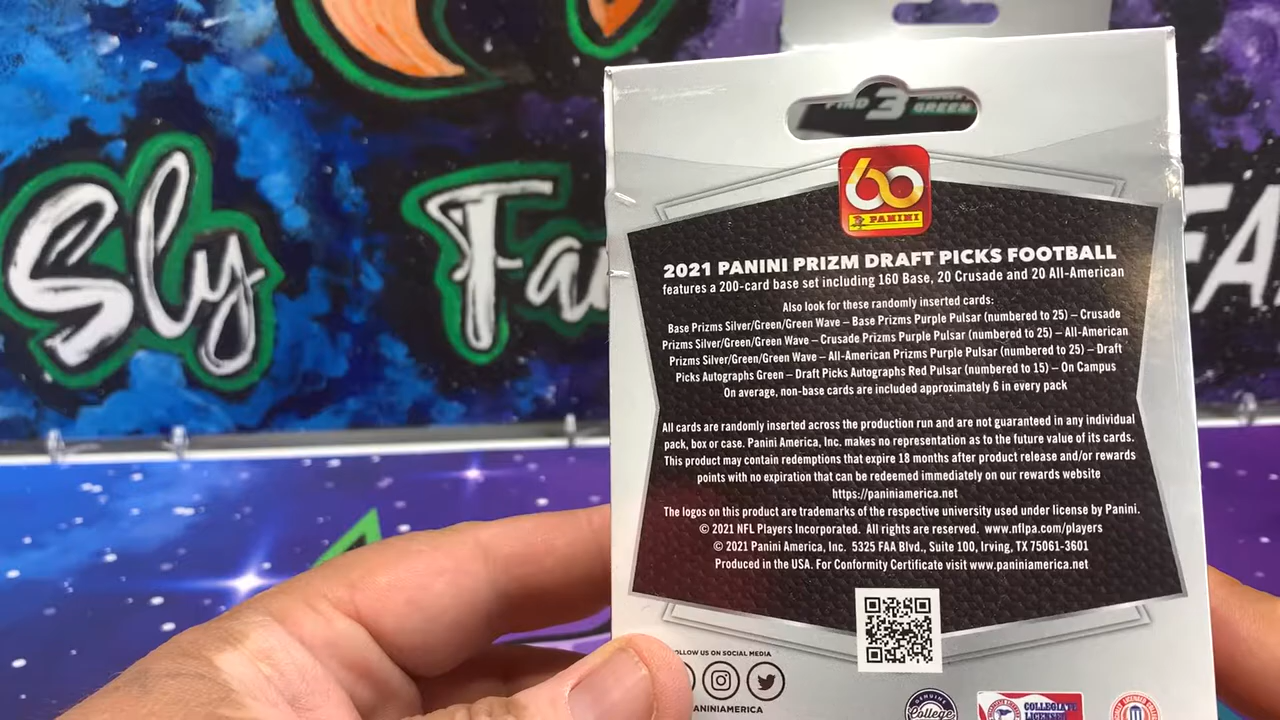 Sly
Fa
FA
FIND 3
GREEN
60
PANINI
2021 PANINI PRIZM DRAFT PICKS FOOTBALL
features a 200-card base set including 160 Base, 20 Crusade and 20 All-American
Also look for these randomly inserted cards:
Base Prizms Silver/Green/Green Wave – Base Prizms Purple Pulsar (numbered to 25) – Crusade
Prizms Silver/Green/Green Wave – Crusade Prizms Purple Pulsar (numbered to 25) – All-American
Prizms Silver/Green/Green Wave – All-American Prizms Purple Pulsar (numbered to 25) – Draft
Picks Autographs Green – Draft Picks Autographs Red Pulsar (numbered to 15) – On Campus
On average, non-base cards are included approximately 6 in every pack
All cards are randomly inserted across the production run and are not guaranteed in any individual
pack, box or case. Panini America, Inc. makes no representation as to the future value of its cards.
This product may contain redemptions that expire 18 months after product release and/or rewards
points with no expiration that can be redeemed immediately on our rewards website
https://paniniamerica.net
The logos on this product are trademarks of the respective university used under license by Panini.
© 2021 NFL Players Incorporated. All rights are reserved. www.nflpa.com/players
© 2021 Panini America, Inc. 5325 FAA Blvd., Suite 100, Irving, TX 75061-3601
Produced in the USA. For Conformity Certificate visit www.paniniamerica.net
OLLOW US ON SOCIAL MEDIA
ANINIAMERICA
GENUINE
College
COLLEGIATE
LICENSED